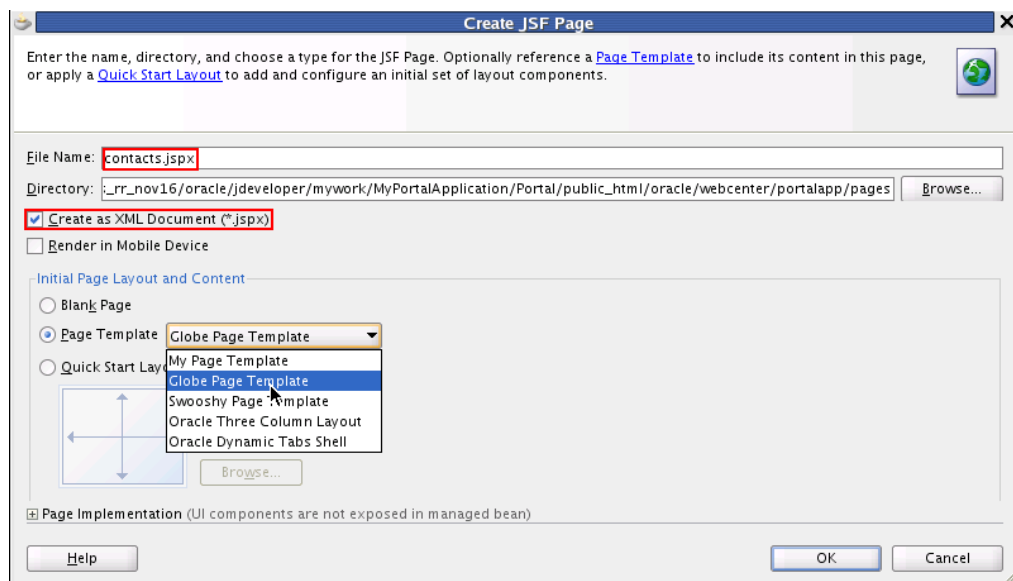 Create JSF Page
Enter the name, directory, and choose a type for the JSF Page. Optionally reference a Page Template to include its content in this page,
or apply a Quick Start Layout to add and configure an initial set of layout components.
File Name: contacts.jspx
Directory: :_rr_nov16/oracle/jdeveloper/mywork/MyPortalApplication/Portal/public_html/oracle/webcenter/portalapp/pages Browse...
Create as XML Document (*.jspx)
Render in Mobile Device
Initial Page Layout and Content
Blank Page
Page Template Globe Page Template
My Page Template
Quick Start Layo
Globe Page Template
Swooshy Page Template
Oracle Three Column Layout
Oracle Dynamic Tabs Shell
Browse...
Page Implementation (UI components are not exposed in managed bean)
Help OK Cancel